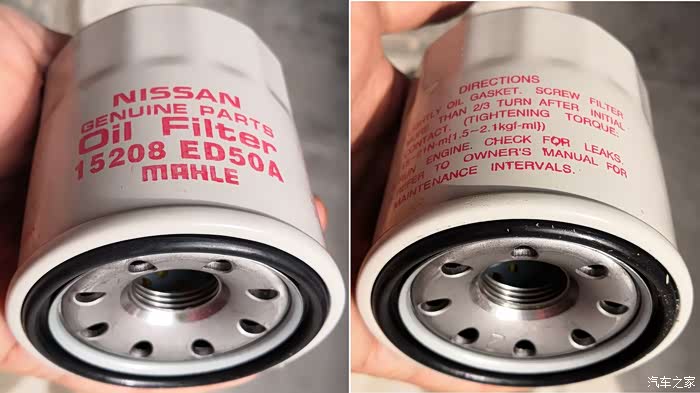 NISSAN
GENUINE PARTS
Oil Filter
15208 ED50A
MAHLE
DIRECTIONS
OIL GASKET. SCREW FILTER
THAN 2/3 TURN AFTER INITIAL
CONTACT. (TIGHTENING TORQUE:
N·m{1.5~2.1kgf·m})
ENGINE. CHECK FOR LEAKS.
REFER TO OWNER'S MANUAL FOR
MAINTENANCE INTERVALS.
汽车之家